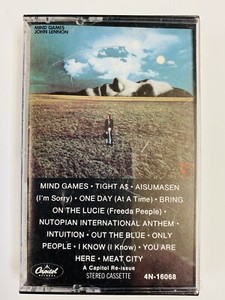 MIND GAMES
JOHN LENNON
MIND GAMES • TIGHT A$ • AISUMASEN
(I'm Sorry) • ONE DAY (At A Time) • BRING
ON THE LUCIE (Freeda Peeple) •
NUTOPIAN INTERNATIONAL ANTHEM •
INTUITION • OUT THE BLUE • ONLY
PEOPLE • I KNOW (I Know) • YOU ARE
HERE • MEAT CITY
A Capitol Re-issue
Capitol
STEREO CASSETTE
4N-16068